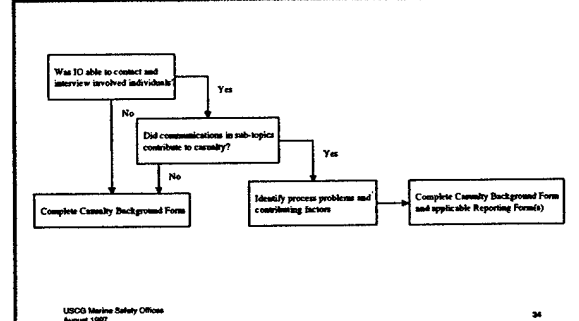 Was IO able to contact and
interview involved individuals?
Yes
No
Did communications in sub-topics
contribute to casualty?
Yes
No
Complete Casualty Background Form
Identify process problems and
contributing factors
Complete Casualty Background Form
and applicable Reporting Form(s)
USCG Marine Safety Offices
August 1997
34